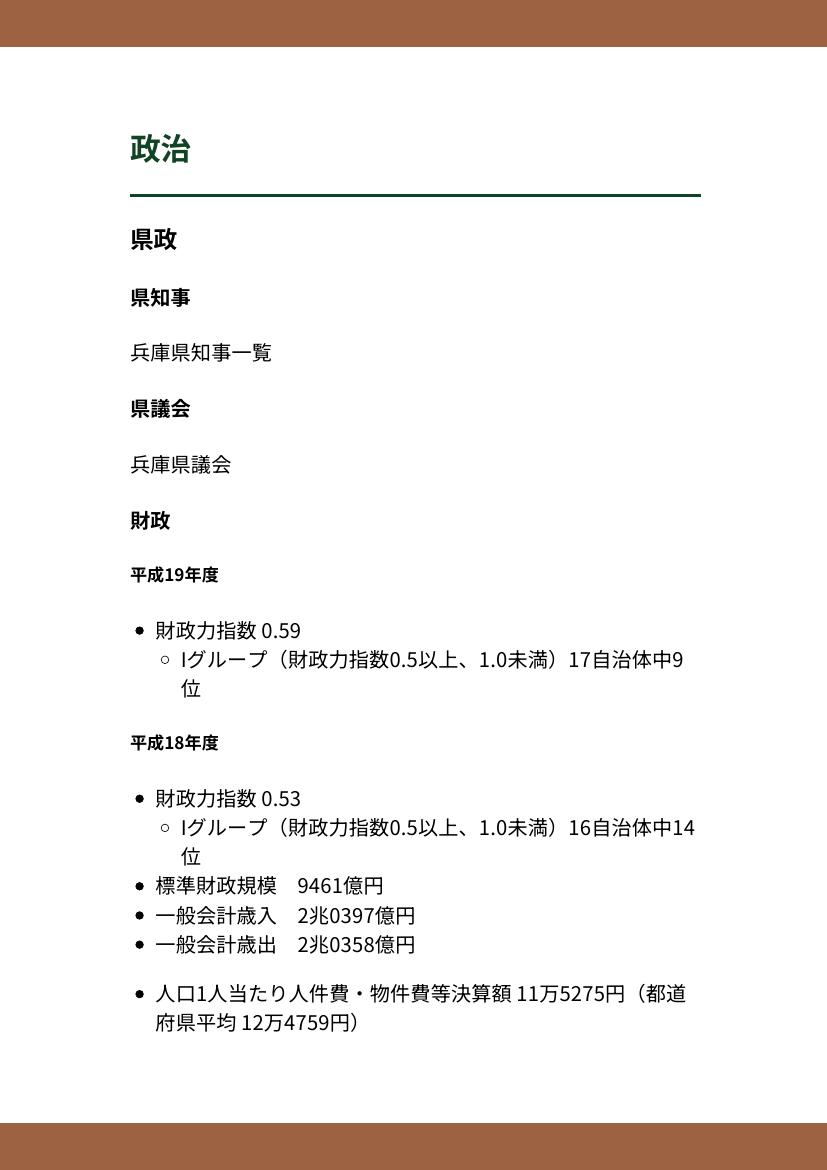 政治
県政
県知事
兵庫県知事一覧
県議会
兵庫県議会
財政
平成19年度
財政力指数 0.59
Iグループ（財政力指数0.5以上、1.0未満）17自治体中9
位
平成18年度
財政力指数 0.53
Iグループ（財政力指数0.5以上、1.0未満）16自治体中14
位
標準財政規模　9461億円
一般会計歳入　2兆0397億円
一般会計歳出　2兆0358億円
人口1人当たり人件費・物件費等決算額 11万5275円（都道
府県平均 12万4759円）